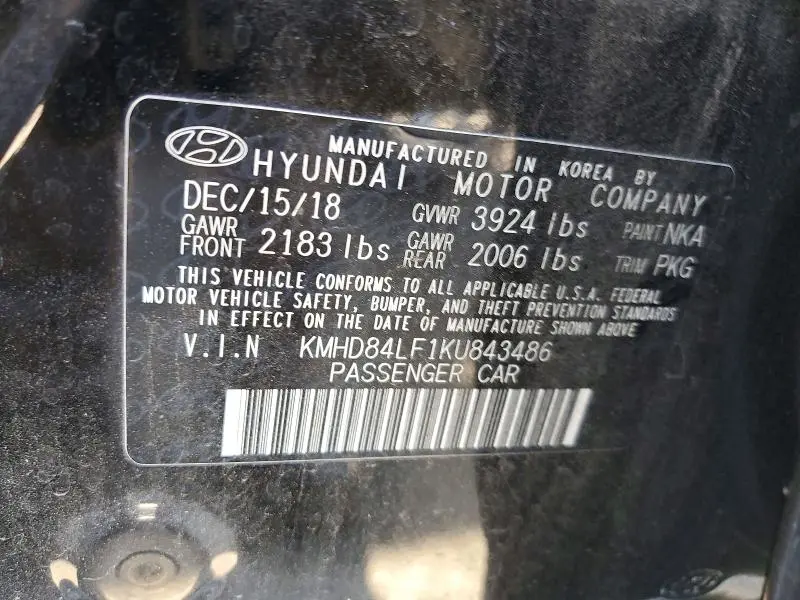 MANUFACTURED IN KOREA BY
HYUNDAI MOTOR COMPANY
DEC/15/18 GVWR 3924 lbs PAINT NKA
GAWR FRONT 2183 lbs GAWR REAR 2006 lbs TRIM PKG
THIS VEHICLE CONFORMS TO ALL APPLICABLE U.S.A. FEDERAL
MOTOR VEHICLE SAFETY, BUMPER, AND THEFT PREVENTION STANDARDS
IN EFFECT ON THE DATE OF MANUFACTURE SHOWN ABOVE
V.I.N KMHD84LF1KU843486
PASSENGER CAR